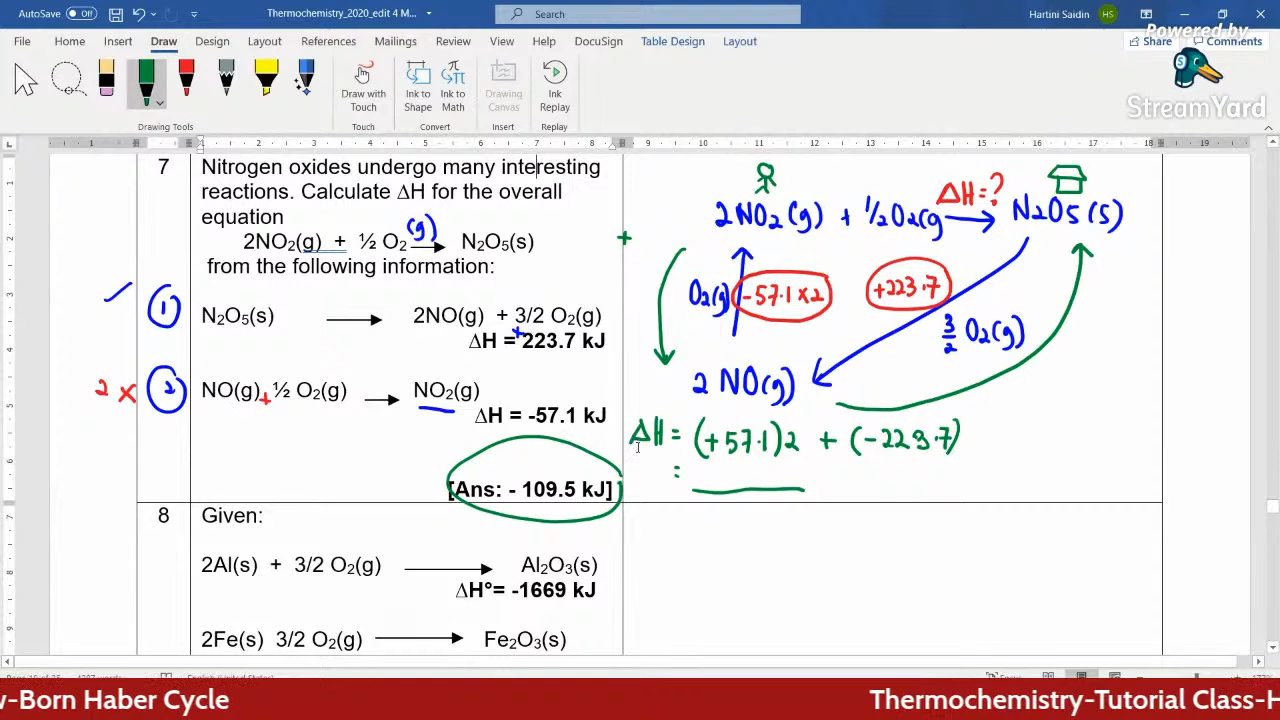 AutoSave Off
Thermochemistry_2020_edit 4 M...
Search
Hartini Saidin
HS
File Home Insert Draw Design Layout References Mailings Review View Help DocuSign Table Design Layout
Share Comments
Powered by
StreamYard
Draw with Touch
Ink to Shape
Ink to Math
Drawing Canvas
Ink Replay
Drawing Tools Touch Convert Insert Replay
7 Nitrogen oxides undergo many interesting
reactions. Calculate ∆H for the overall
equation
(g)
2NO2(g) + ½ O2 → N2O5(s)
from the following information:
1
N2O5(s) → 2NO(g) + 3/2 O2(g)
+
∆H = 223.7 kJ
2 x 2
NO(g) + ½ O2(g) → NO2(g)
∆H = -57.1 kJ
[Ans: - 109.5 kJ]
∆H=?
2NO2(g) + ½O2(g → N2O5(s)
+
O2(g) -57.1 x 2 +223.7
3/2 O2(g)
2 NO(g)
∆H = (+57.1)2 + (-223.7)
=
8 Given:
2Al(s) + 3/2 O2(g) → Al2O3(s)
∆H°= -1669 kJ
2Fe(s) 3/2 O2(g) → Fe2O3(s)
w-Born Haber Cycle
Thermochemistry-Tutorial Class-H